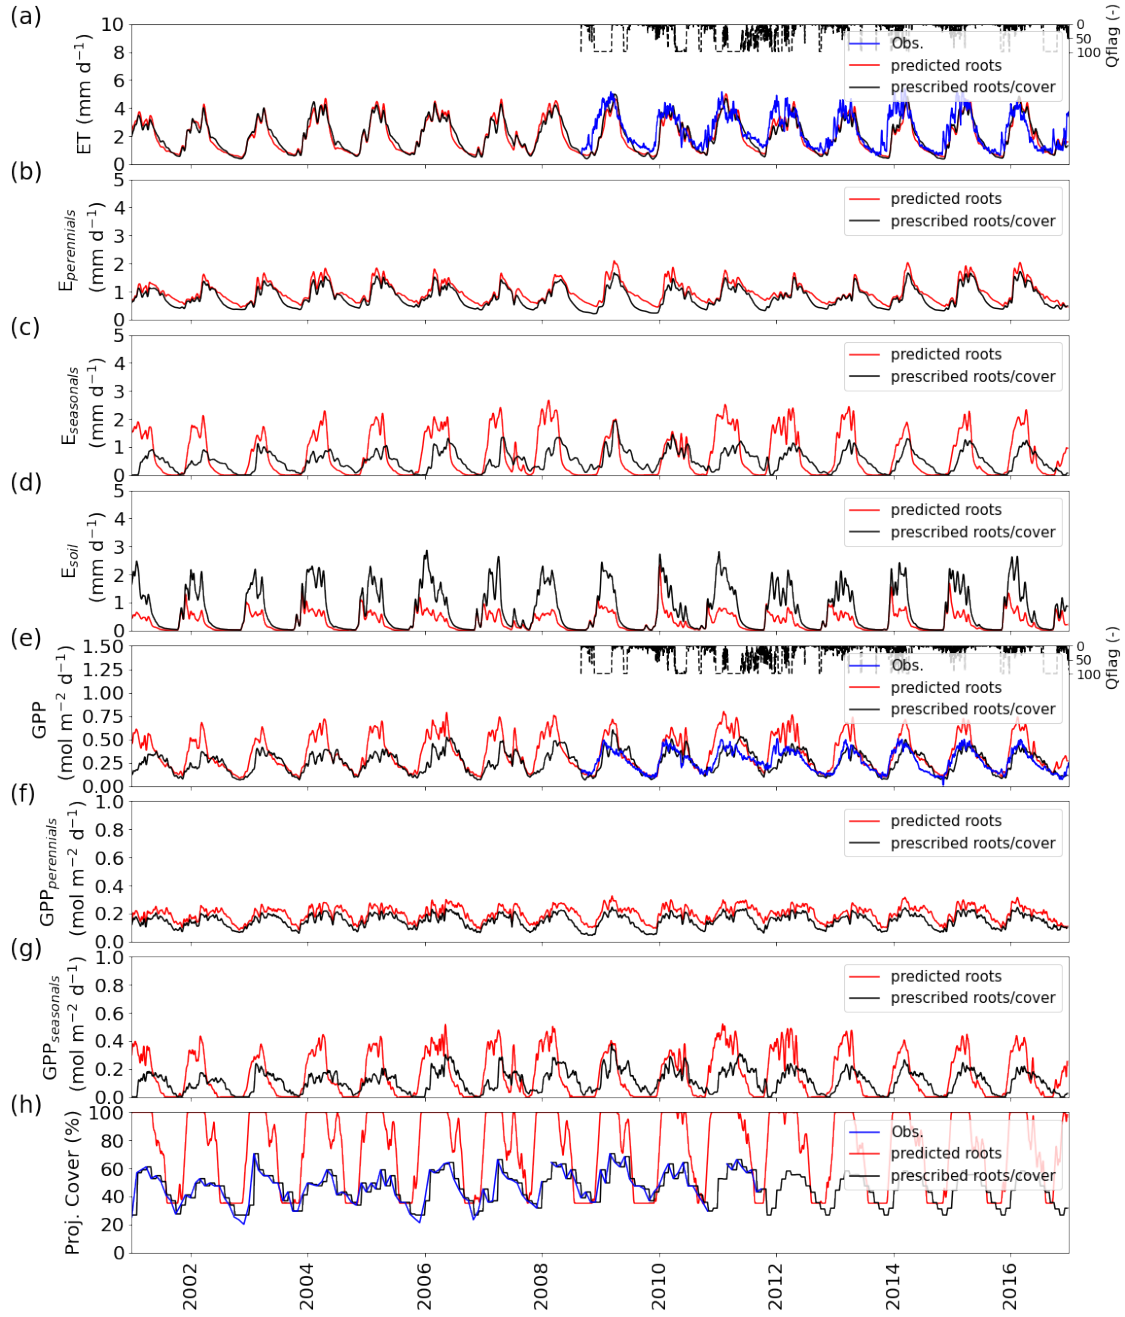 (a)
10
8
6
4
2
0
ET (mm d⁻¹)
Obs.
predicted roots
prescribed roots/cover
0
50
100
Qflag (-)
(b)
5
4
3
2
1
0
E_perennials
(mm d⁻¹)
predicted roots
prescribed roots/cover
(c)
5
4
3
2
1
0
E_seasonals
(mm d⁻¹)
predicted roots
prescribed roots/cover
(d)
5
4
3
2
1
0
E_soil
(mm d⁻¹)
predicted roots
prescribed roots/cover
(e)
1.50
1.25
1.00
0.75
0.50
0.25
0.00
GPP
(mol m⁻² d⁻¹)
Obs.
predicted roots
prescribed roots/cover
0
50
100
Qflag (-)
(f)
1.0
0.8
0.6
0.4
0.2
0.0
GPP_perennials
(mol m⁻² d⁻¹)
predicted roots
prescribed roots/cover
(g)
1.0
0.8
0.6
0.4
0.2
0.0
GPP_seasonals
(mol m⁻² d⁻¹)
predicted roots
prescribed roots/cover
(h)
100
80
60
40
20
0
Proj. Cover (%)
Obs.
predicted roots
prescribed roots/cover
2002
2004
2006
2008
2010
2012
2014
2016